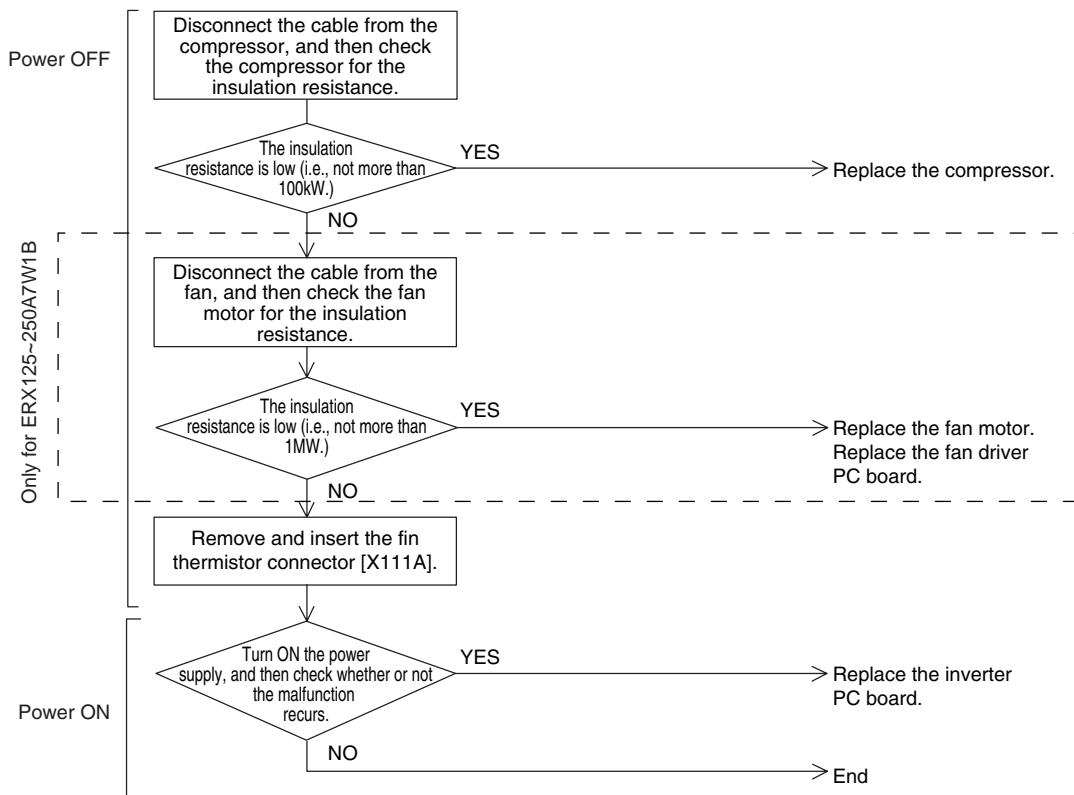 Power OFF
Disconnect the cable from the
compressor, and then check
the compressor for the
insulation resistance.
The insulation
resistance is low (i.e., not more than
100kW.)
YES
Replace the compressor.
NO
Only for ERX125~250A7W1B
Disconnect the cable from the
fan, and then check the fan
motor for the insulation
resistance.
The insulation
resistance is low (i.e., not more than
1MW.)
YES
Replace the fan motor.
Replace the fan driver
PC board.
NO
Remove and insert the fin
thermistor connector [X111A].
Power ON
Turn ON the power
supply, and then check whether or not
the malfunction
recurs.
YES
Replace the inverter
PC board.
NO
End